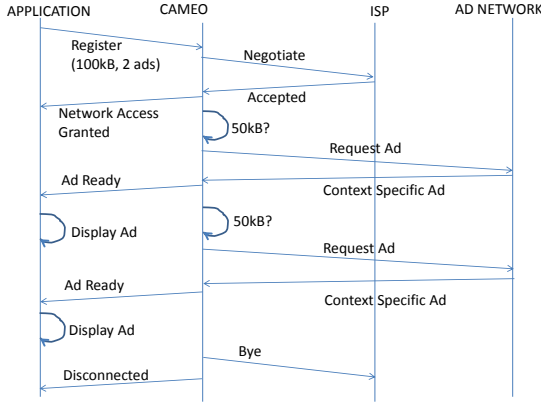 APPLICATION CAMEO ISP AD NETWORK
Register
(100kB, 2 ads)
Negotiate
Accepted
Network Access
Granted
50kB?
Request Ad
Ad Ready
Context Specific Ad
Display Ad
50kB?
Request Ad
Ad Ready
Context Specific Ad
Display Ad
Bye
Disconnected